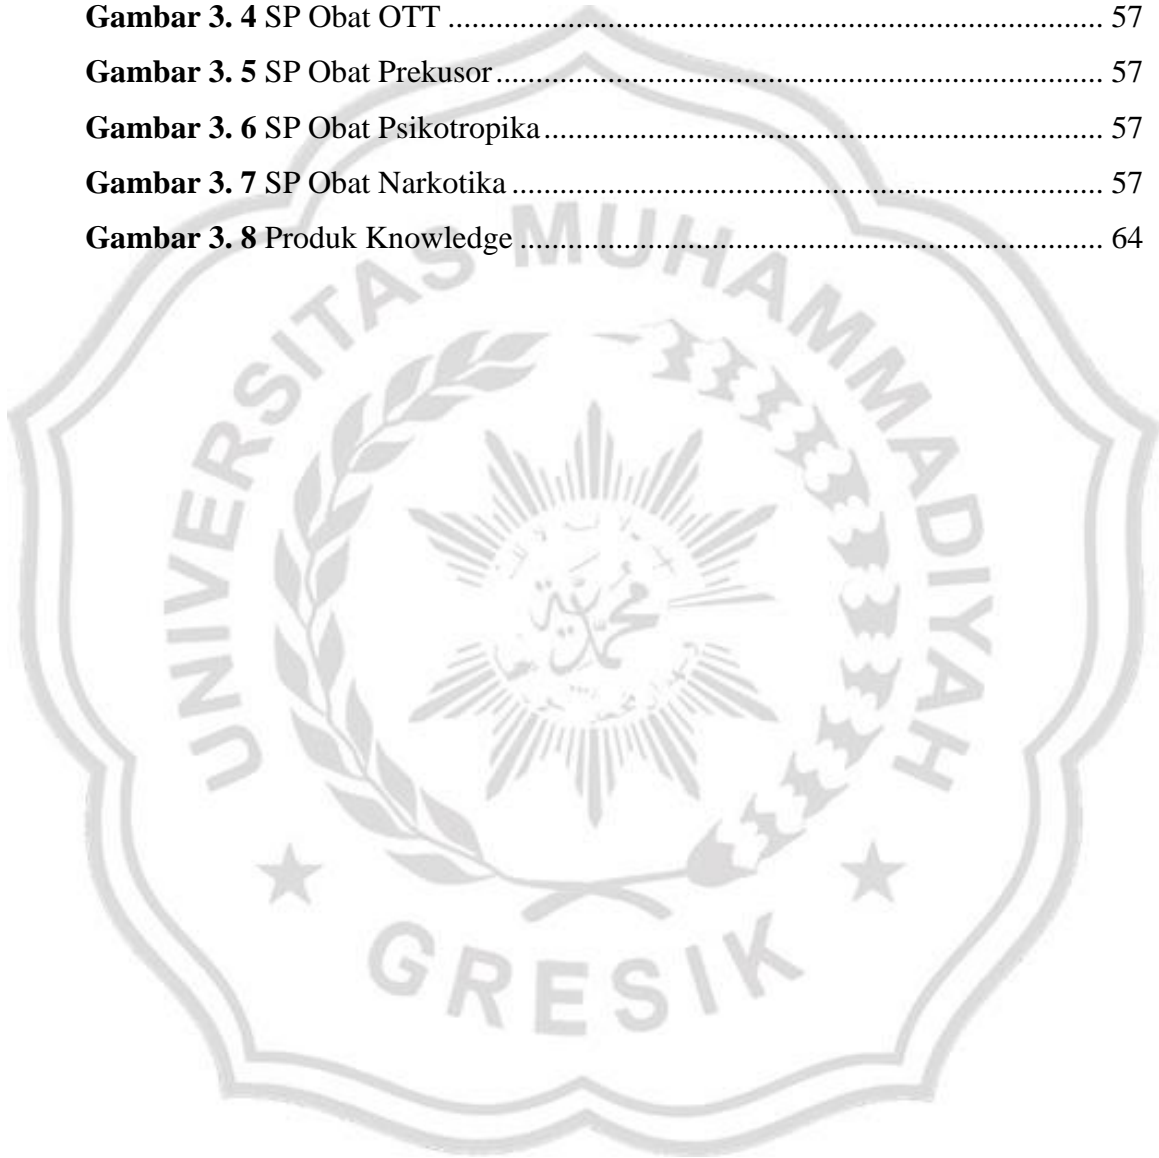 Gambar 3. 4 SP Obat OTT ................................................................................... 57
Gambar 3. 5 SP Obat Prekusor............................................................................. 57
Gambar 3. 6 SP Obat Psikotropika....................................................................... 57
Gambar 3. 7 SP Obat Narkotika ........................................................................... 57
Gambar 3. 8 Produk Knowledge .......................................................................... 64
UNIVERSITAS MUHAMMADIYAH
محمد
GRESIK